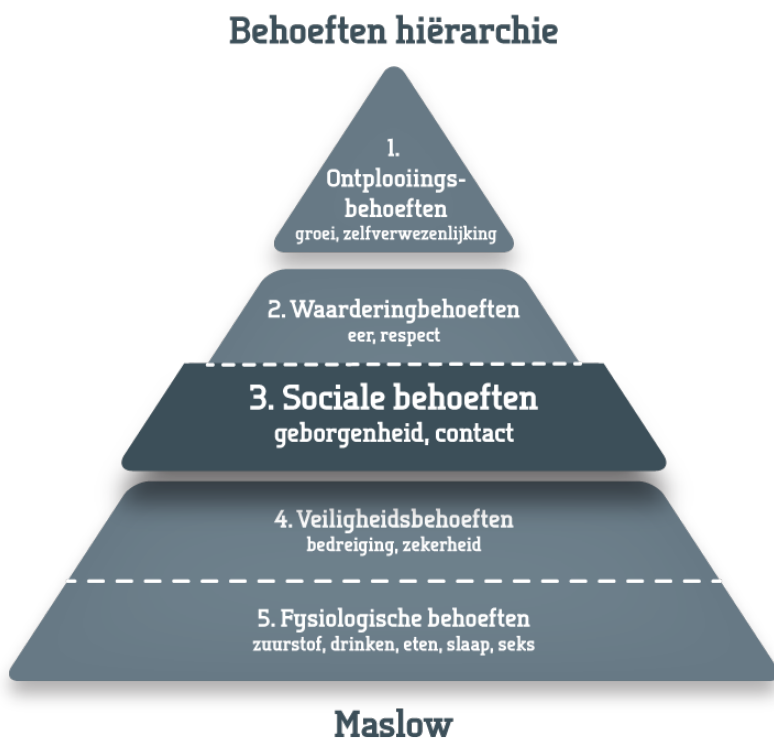 Behoeften hiërarchie
1.
Ontplooiings-
behoeften
groei, zelfverwezenlijking
2. Waarderingbehoeften
eer, respect
3. Sociale behoeften
geborgenheid, contact
4. Veiligheidsbehoeften
bedreiging, zekerheid
5. Fysiologische behoeften
zuurstof, drinken, eten, slaap, seks
Maslow